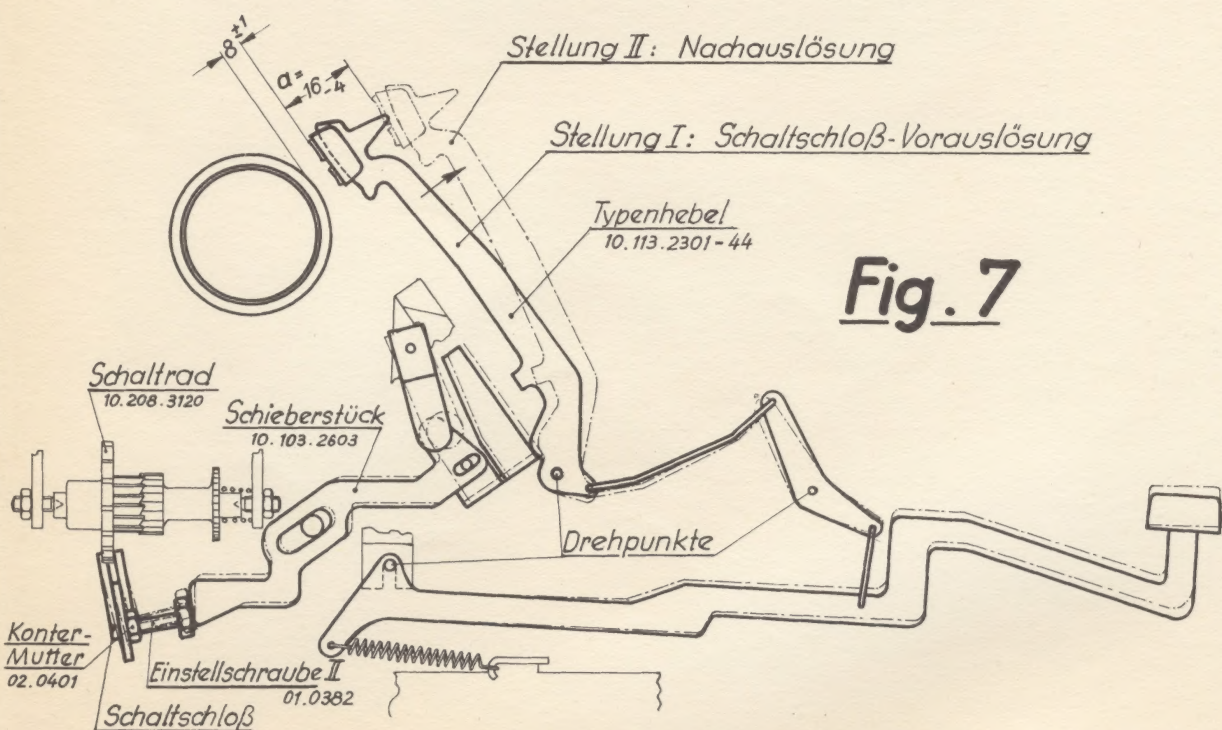 8 ±1
a=
16-4
Stellung II: Nachauslösung
Stellung I: Schaltschloß-Vorauslösung
Typenhebel
10.113.2301-44
Fig. 7
Schaltrad
10.208.3120
Schieberstück
10.103.2603
Drehpunkte
Konter-
Mutter
02.0401
Einstellschraube II
01.0382
Schaltschloß